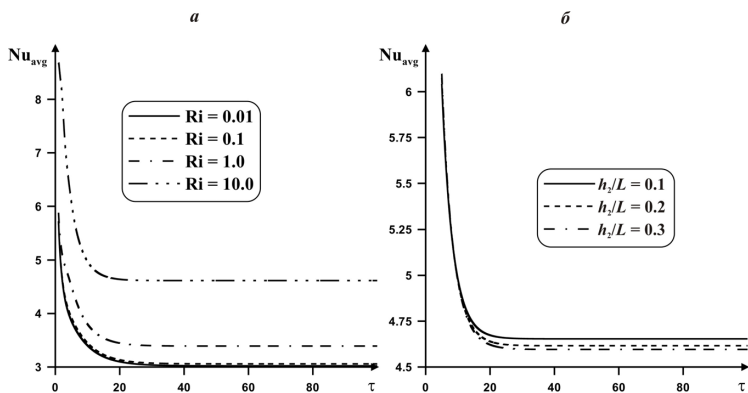 а
б
Nu_avg
8
7
6
5
4
3
0
20
40
60
80
τ
Ri = 0.01
Ri = 0.1
Ri = 1.0
Ri = 10.0
Nu_avg
6
5.75
5.5
5.25
5
4.75
4.5
0
20
40
60
80
τ
h₂/L = 0.1
h₂/L = 0.2
h₂/L = 0.3